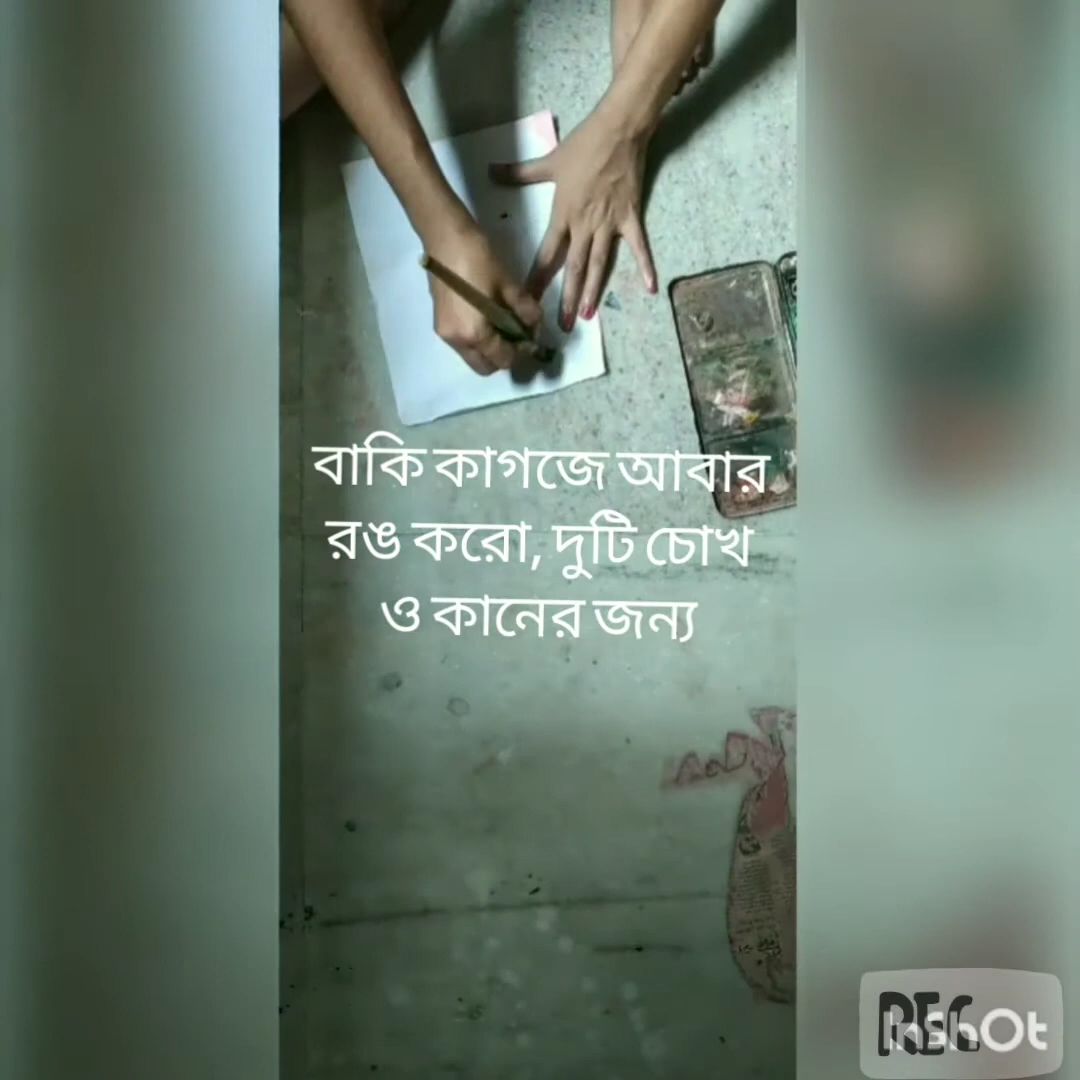 বাকি কাগজে আবার
রঙ করো, দুটি চোখ
ও কানের জন্য
REC
InShOt